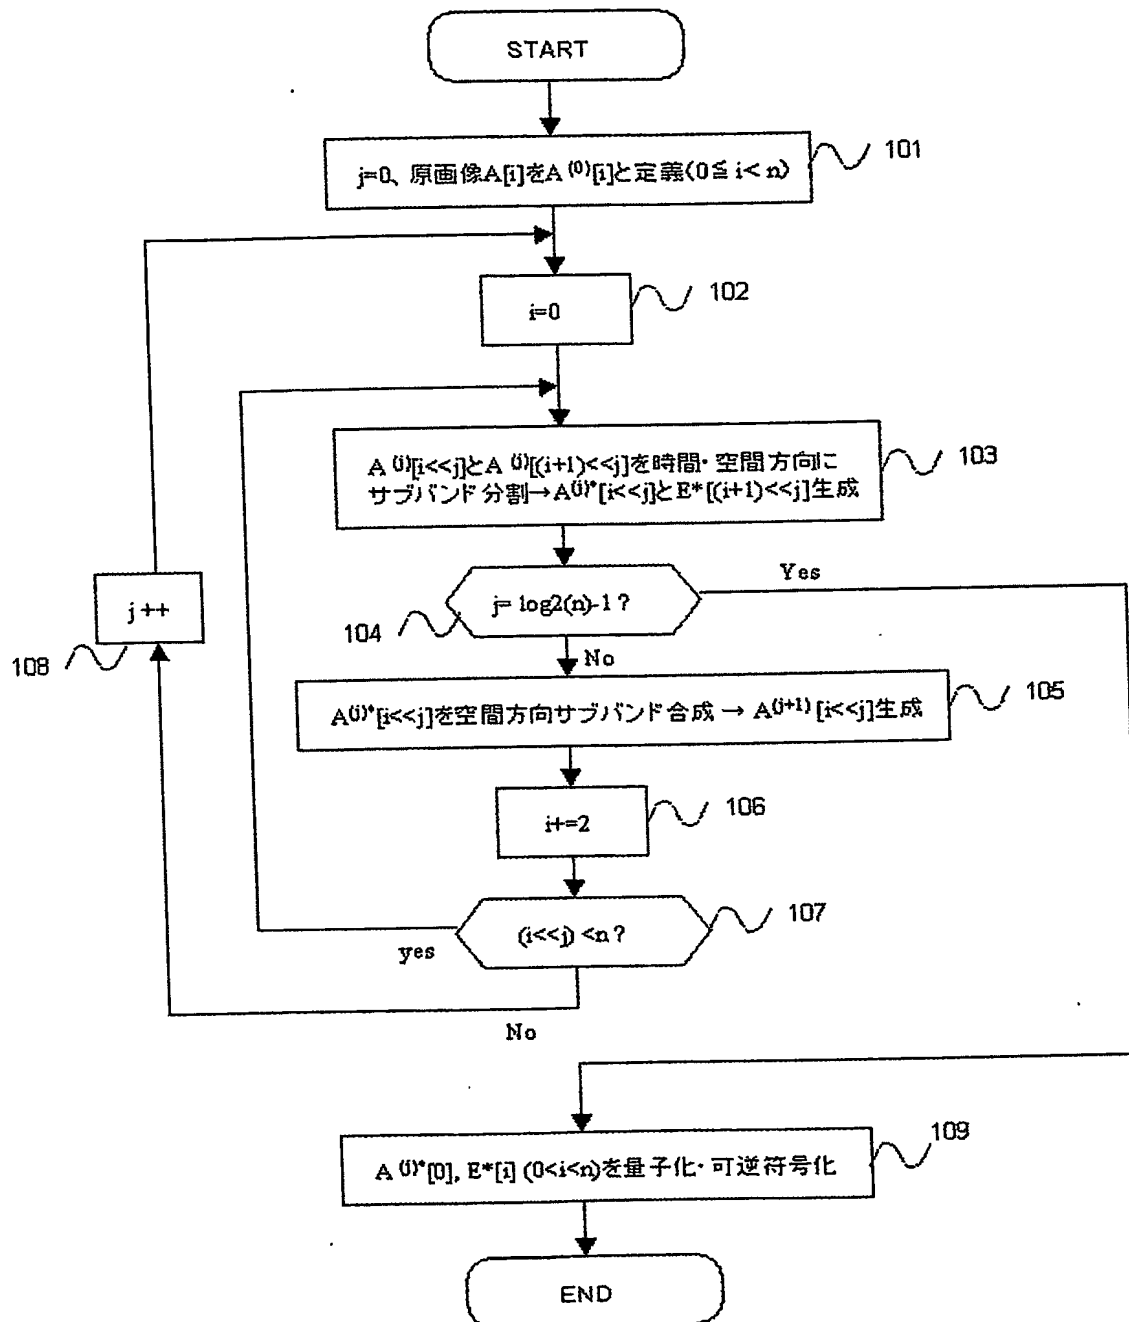 START
j=0、原画像A[i]をA⁽⁰⁾[i]と定義(0≦i<n)
101
i=0
102
A⁽ʲ⁾[i<<j]とA⁽ʲ⁾[(i+1)<<j]を時間・空間方向に
サブバンド分割→A⁽ʲ⁾*[i<<j]とE*[(i+1)<<j]生成
103
j= log2(n)-1?
Yes
104
No
j++
108
A⁽ʲ⁾*[i<<j]を空間方向サブバンド合成 → A⁽ʲ⁺¹⁾[i<<j]生成
105
i+=2
106
(i<<j) <n?
107
yes
No
A⁽ʲ⁾*[0], E*[i] (0<i<n)を量子化・可逆符号化
109
END